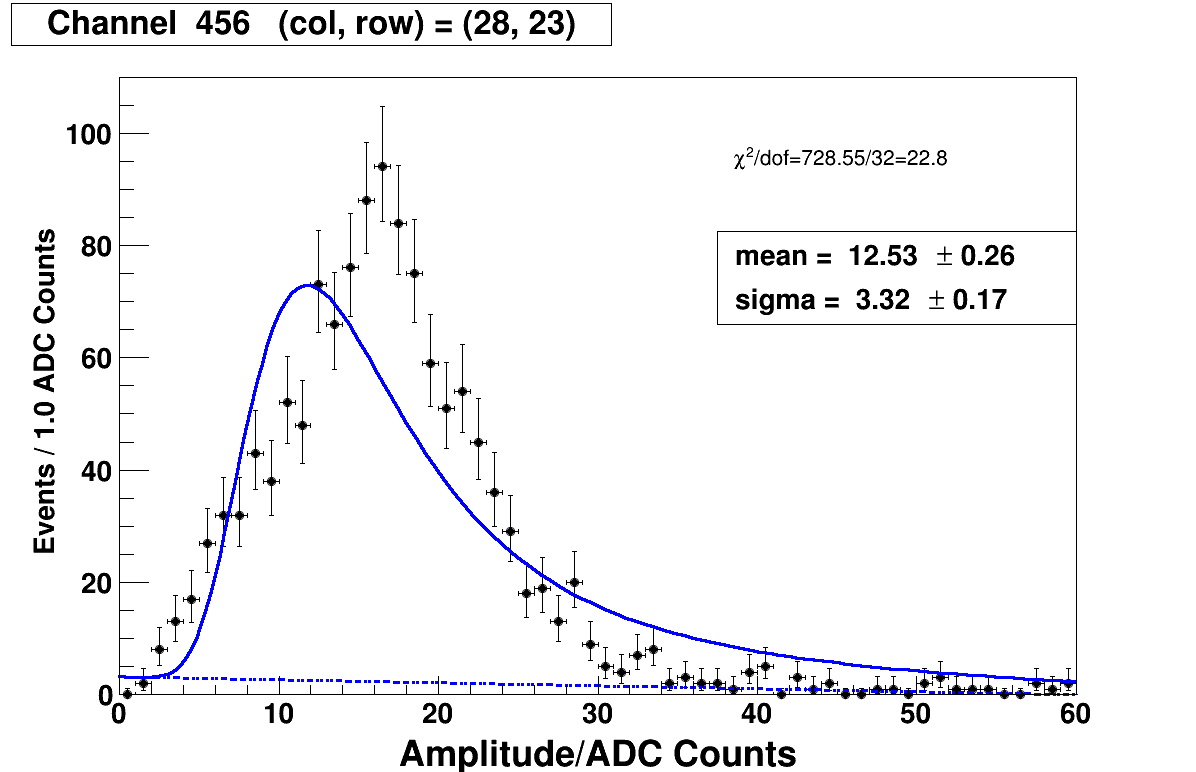 Channel 456 (col, row) = (28, 23)
χ²/dof=728.55/32=22.8
mean = 12.53 ± 0.26
sigma = 3.32 ± 0.17
Events / 1.0 ADC Counts
100
80
60
40
20
0
0 10 20 30 40 50 60
Amplitude/ADC Counts